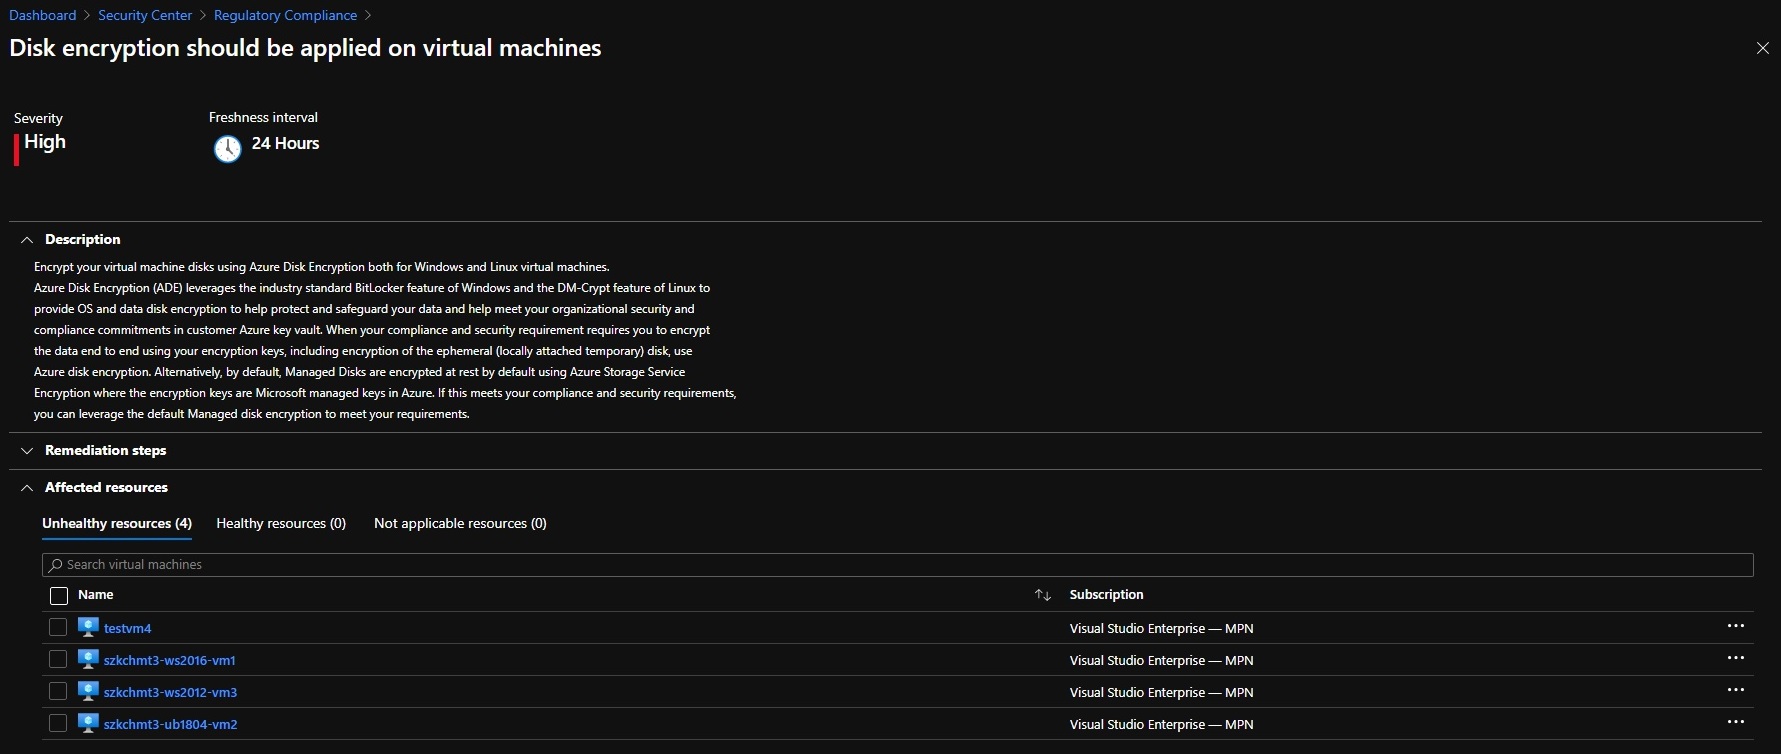 Dashboard > Security Center > Regulatory Compliance >
Disk encryption should be applied on virtual machines
Severity
High
Freshness interval
24 Hours
Description
Encrypt your virtual machine disks using Azure Disk Encryption both for Windows and Linux virtual machines.
Azure Disk Encryption (ADE) leverages the industry standard BitLocker feature of Windows and the DM-Crypt feature of Linux to
provide OS and data disk encryption to help protect and safeguard your data and help meet your organizational security and
compliance commitments in customer Azure key vault. When your compliance and security requirement requires you to encrypt
the data end to end using your encryption keys, including encryption of the ephemeral (locally attached temporary) disk, use
Azure disk encryption. Alternatively, by default, Managed Disks are encrypted at rest by default using Azure Storage Service
Encryption where the encryption keys are Microsoft managed keys in Azure. If this meets your compliance and security requirements,
you can leverage the default Managed disk encryption to meet your requirements.
Remediation steps
Affected resources
Unhealthy resources (4) Healthy resources (0) Not applicable resources (0)
Search virtual machines
Name Subscription
testvm4 Visual Studio Enterprise — MPN
szkchmt3-ws2016-vm1 Visual Studio Enterprise — MPN
szkchmt3-ws2012-vm3 Visual Studio Enterprise — MPN
szkchmt3-ub1804-vm2 Visual Studio Enterprise — MPN